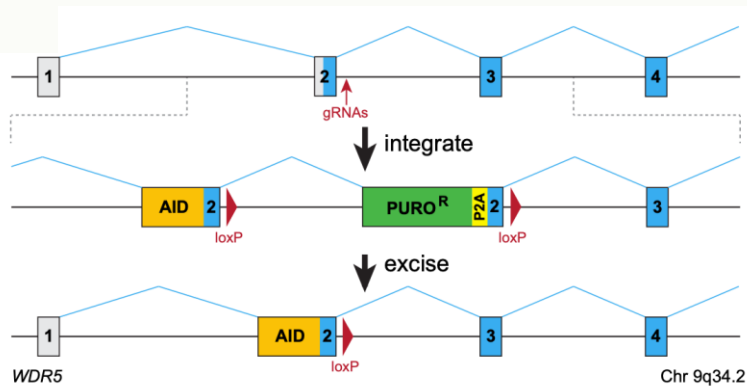 1 2 3 4
gRNAs
integrate
AID 2 PURO^R P2A 2 3
loxP loxP
excise
1 AID 2 3 4
loxP
WDR5 Chr 9q34.2